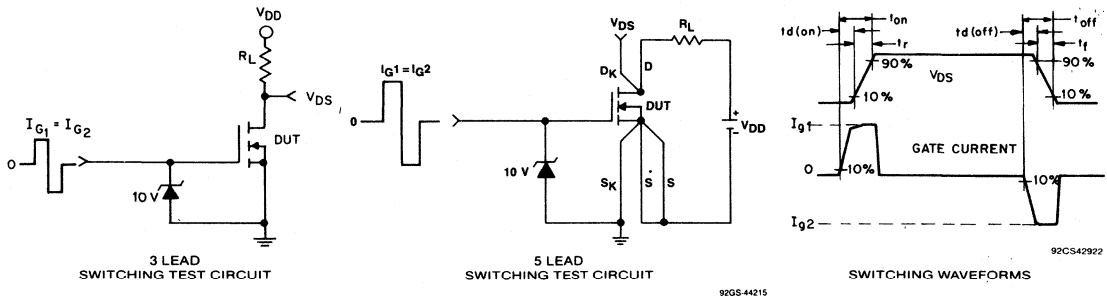 VDD
RL
VDS
IG1 = IG2
0
DUT
10 V
3 LEAD
SWITCHING TEST CIRCUIT
VDS
RL
DK
D
IG1 = IG2
0
DUT
VDD
+
-
10 V
SK
S
S
5 LEAD
SWITCHING TEST CIRCUIT
92GS-44215
ton
toff
td(on)
tr
td(off)
tf
90%
VDS
90%
10%
10%
Ig1
GATE CURRENT
0
10%
10%
Ig2
92CS42922
SWITCHING WAVEFORMS